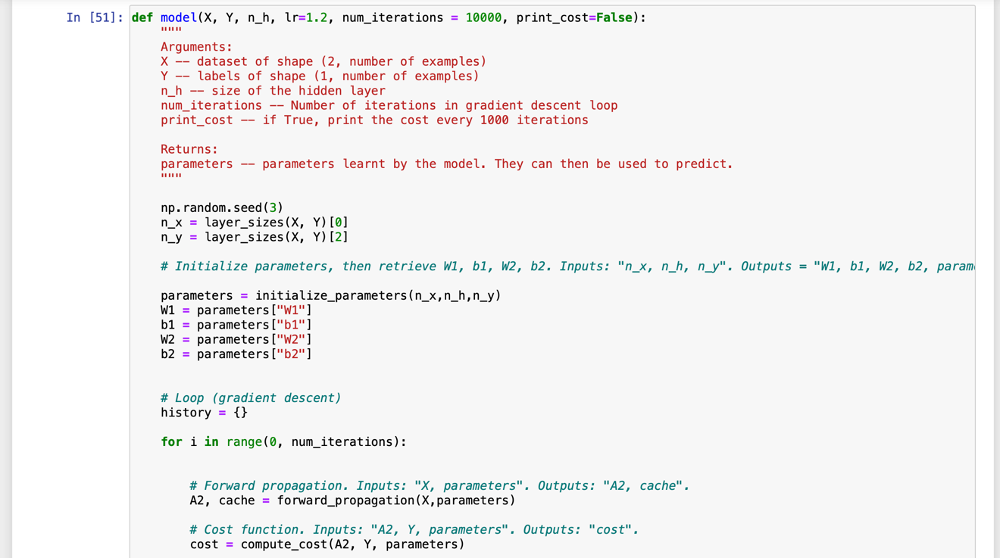 In [51]: def model(X, Y, n_h, lr=1.2, num_iterations = 10000, print_cost=False):
"""
Arguments:
X -- dataset of shape (2, number of examples)
Y -- labels of shape (1, number of examples)
n_h -- size of the hidden layer
num_iterations -- Number of iterations in gradient descent loop
print_cost -- if True, print the cost every 1000 iterations
Returns:
parameters -- parameters learnt by the model. They can then be used to predict.
"""
np.random.seed(3)
n_x = layer_sizes(X, Y)[0]
n_y = layer_sizes(X, Y)[2]
# Initialize parameters, then retrieve W1, b1, W2, b2. Inputs: "n_x, n_h, n_y". Outputs = "W1, b1, W2, b2, param
parameters = initialize_parameters(n_x,n_h,n_y)
W1 = parameters["W1"]
b1 = parameters["b1"]
W2 = parameters["W2"]
b2 = parameters["b2"]
# Loop (gradient descent)
history = {}
for i in range(0, num_iterations):
# Forward propagation. Inputs: "X, parameters". Outputs: "A2, cache".
A2, cache = forward_propagation(X,parameters)
# Cost function. Inputs: "A2, Y, parameters". Outputs: "cost".
cost = compute_cost(A2, Y, parameters)